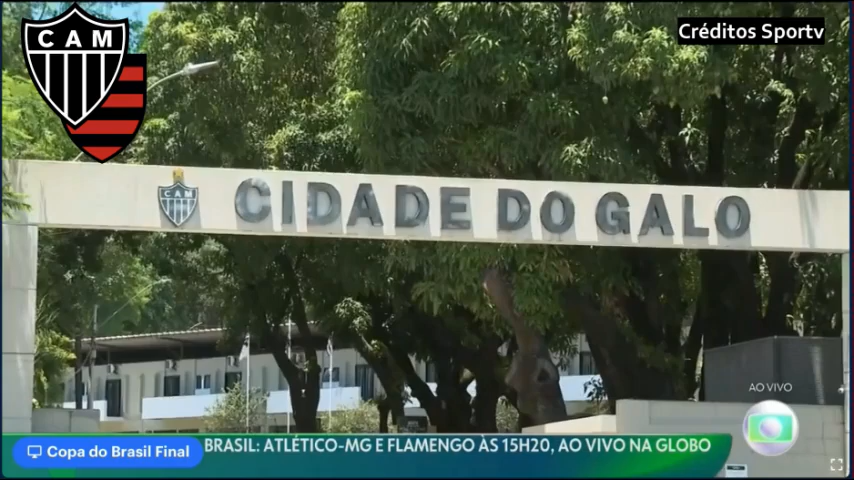 CAM
Créditos Sportv
CAM
CIDADE DO GALO
AO VIVO
Copa do Brasil Final
BRASIL: ATLÉTICO-MG E FLAMENGO ÀS 15H20, AO VIVO NA GLOBO